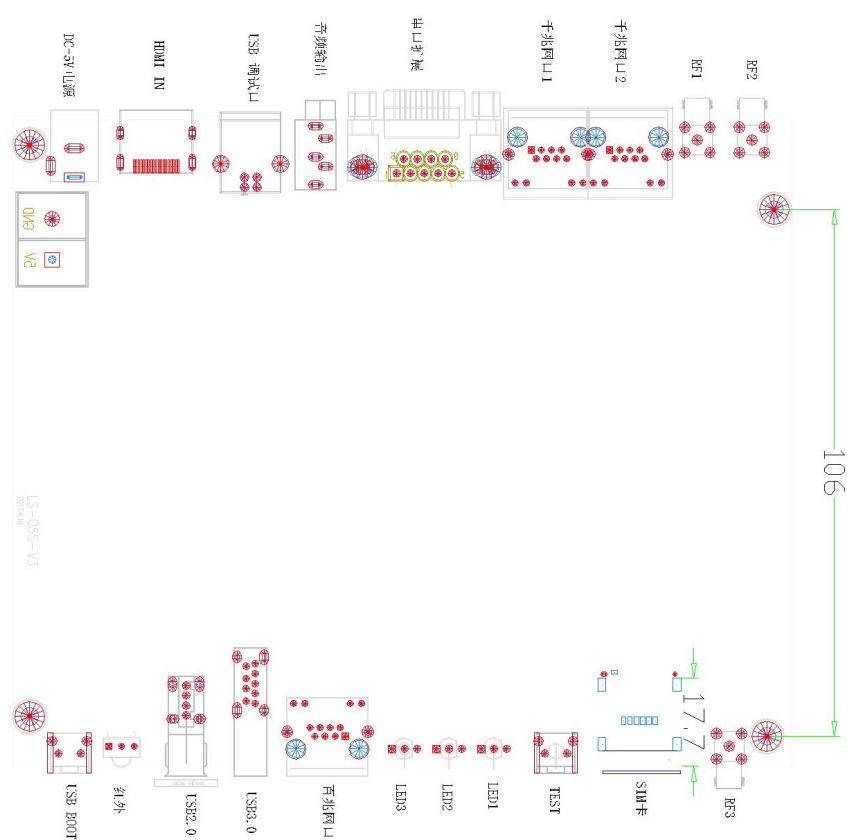 DC-5V电源
HDMI IN
USB 调试口
音频输出
串口扩展
千兆网口1
千兆网口2
RF1
RF2
GND
5V
106
LS-Q5S-V3
17.7
USB BOOT
红外
USB2.0
USB3.0
百兆网口
LED3
LED2
LED1
TEST
SIM卡
RF3